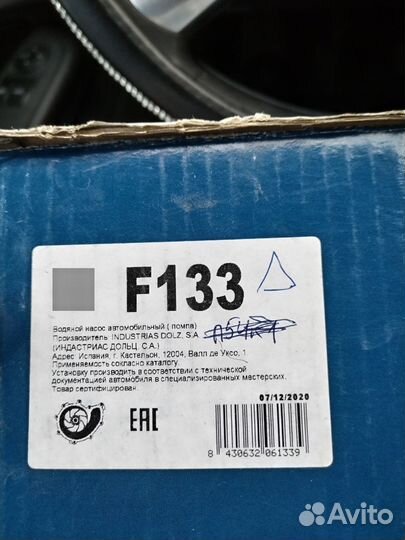 F133
Водяной насос автомобильный ( помпа)
Производитель: INDUSTRIAS DOLZ, S.A.
(ИНДАСТРИАС ДОЛЬЦ, С.А.)
Адрес: Испания, г. Кастельон, 12004, Валл де Уксо, 1
Применяемость согласно каталогу.
Установку производить в соответствии с технической
документацией автомобиля в специализированных мастерских.
Товар сертифицирован.
07/12/2020
EAC
8 430632 061339
Avito